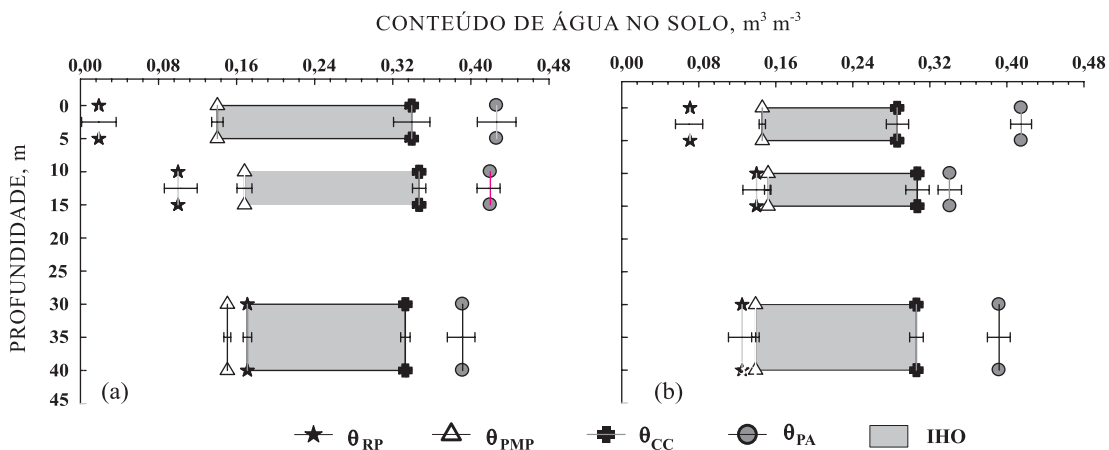 CONTEÚDO DE ÁGUA NO SOLO, m³ m⁻³
0,00 0,08 0,16 0,24 0,32 0,40 0,48
0,00 0,08 0,16 0,24 0,32 0,40 0,48
PROFUNDIDADE, m
0
5
10
15
20
25
30
35
40
45
(a)
(b)
θRP θPMP θCC θPA IHO